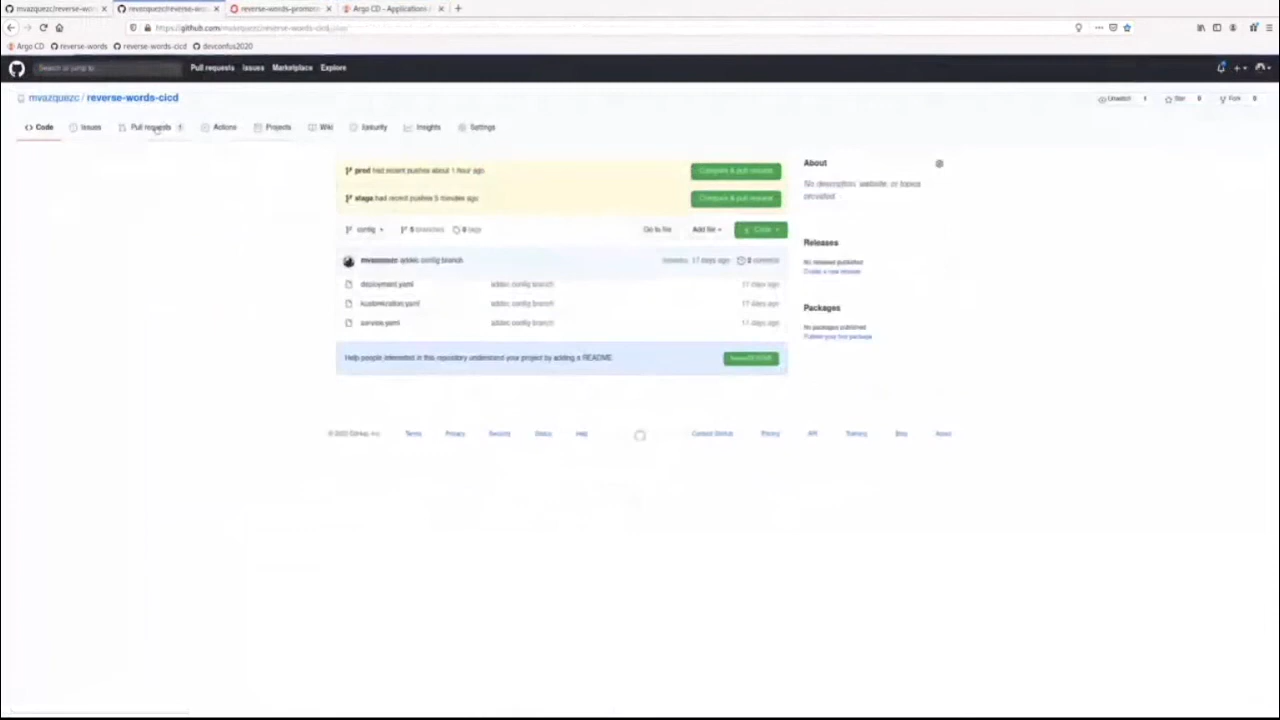 mvazquezc/reverse-wor
mvazquezc/reverse-wo
reverse-words-promote
Argo CD - Applications /
https://github.com/mvazquezc/reverse-words-cicd
Argo CD reverse-words reverse-words-cicd devconfus2020
Search or jump to...
Pull requests Issues Marketplace Explore
mvazquezc / reverse-words-cicd
Unwatch 1 Star 0 Fork 0
Code Issues Pull requests 1 Actions Projects Wiki Security Insights Settings
prod had recent pushes about 1 hour ago
Compare & pull request
stage had recent pushes 5 minutes ago
Compare & pull request
config 5 branches 0 tags
Go to file Add file Code
mvazquezc added config branch
17 days ago 2 commits
deployment.yaml added config branch 17 days ago
kustomization.yaml added config branch 17 days ago
service.yaml added config branch 17 days ago
Help people interested in this repository understand your project by adding a README.
About
No description, website, or topics
provided.
Releases
No releases published
Create a new release
Packages
No packages published
Publish your first package
© 2020 GitHub, Inc. Terms Privacy Security Status Help Contact GitHub Pricing API Training Blog About